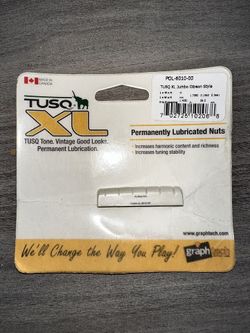 MADE IN
CANADA
PQL-6010-00
TUSQ XL Jumbo Gibson Style
TUSQ
XL
TUSQ Tone. Vintage Good Looks.
Permanent Lubrication.
Permanently Lubricated Nuts
• Increases harmonic content and richness
• Increases tuning stability
We'll Change the Way You Play!
graphtech
www.graphtech.com